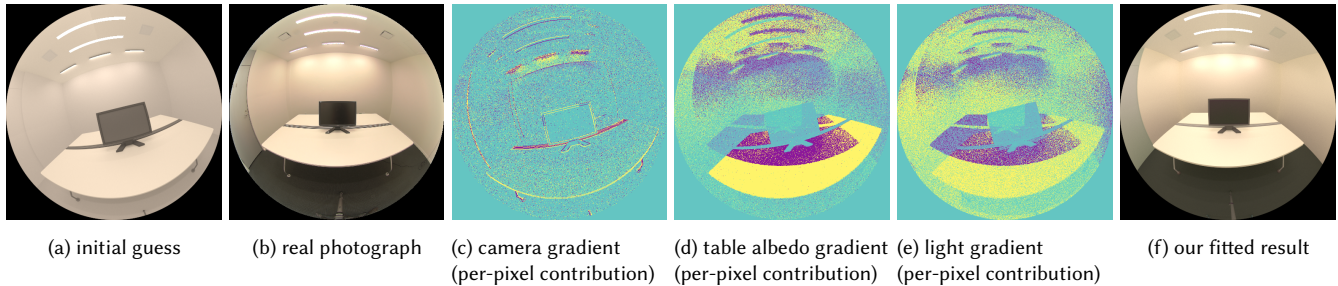 (a) initial guess
(b) real photograph
(c) camera gradient
(per-pixel contribution)
(d) table albedo gradient
(per-pixel contribution)
(e) light gradient
(per-pixel contribution)
(f) our fitted result